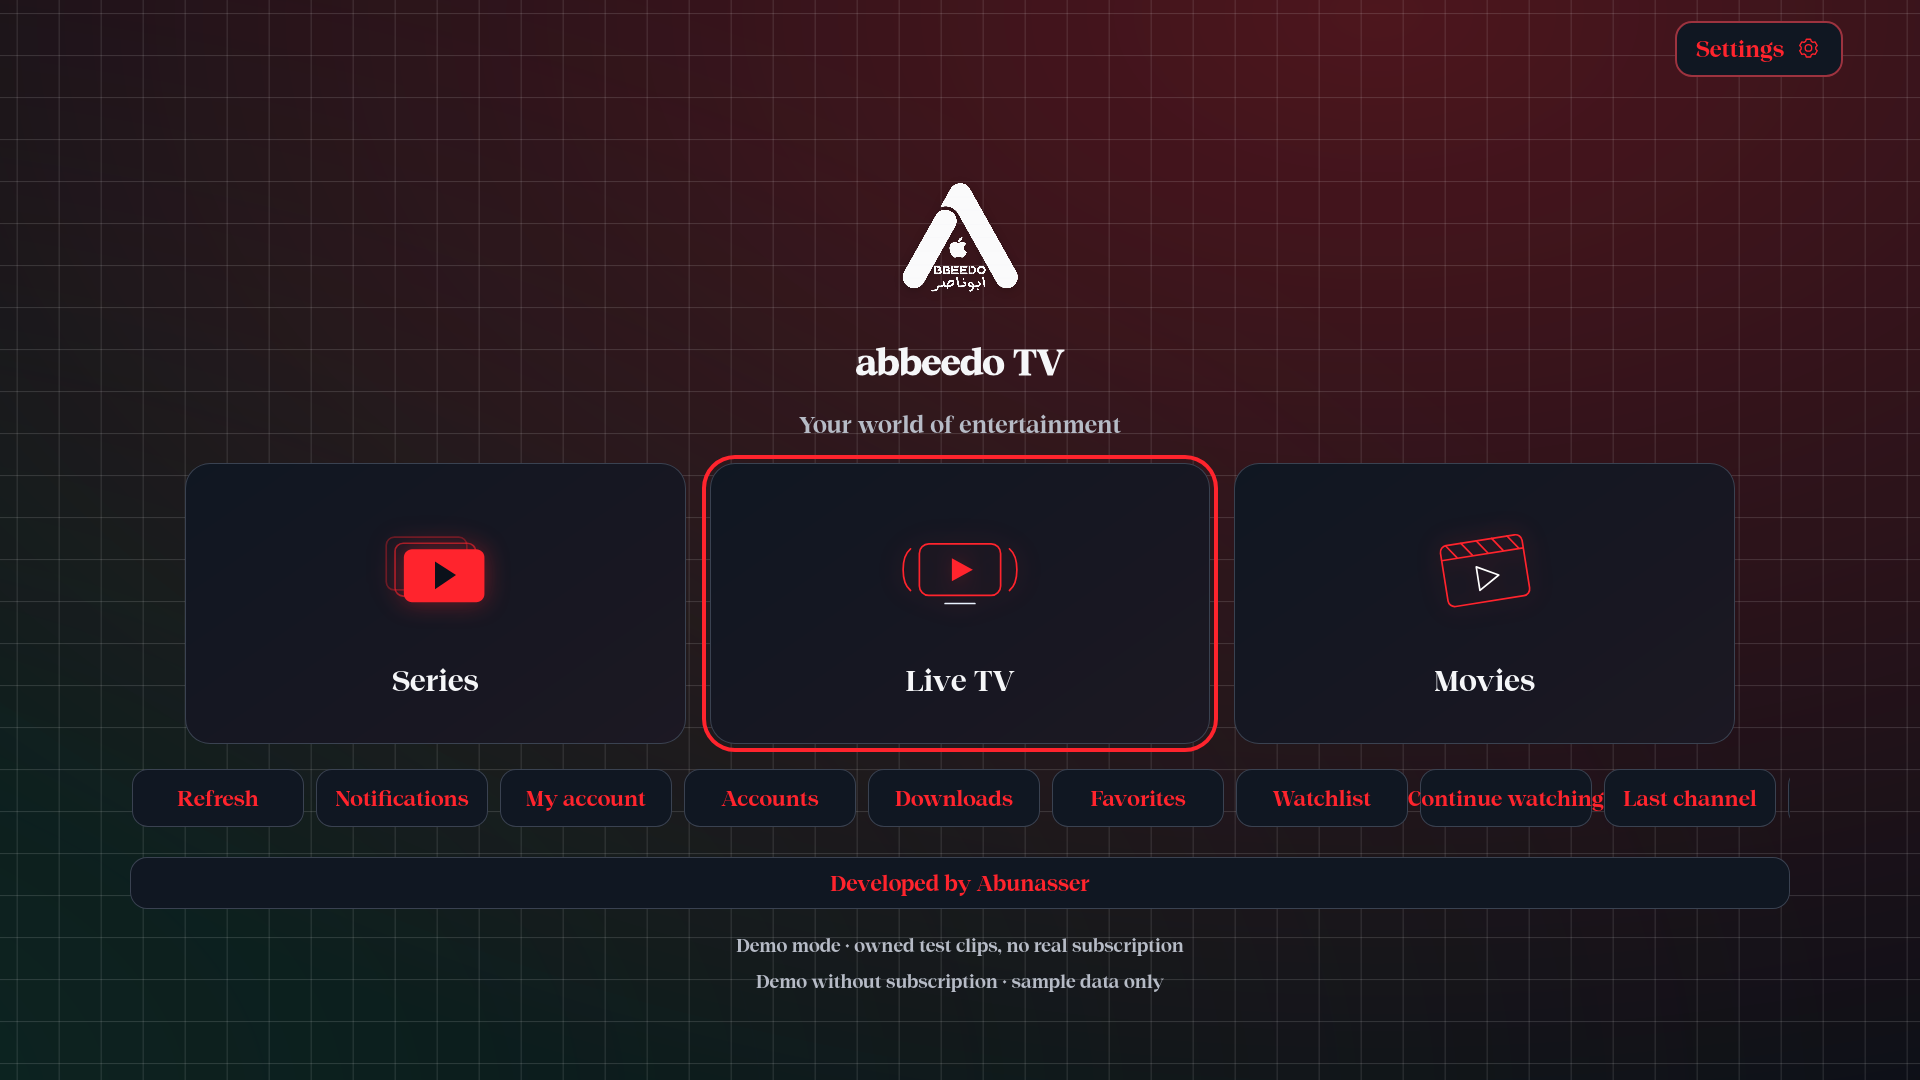 Settings
BBEEDO
أبوناصر
abbeedo TV
Your world of entertainment
Series
Live TV
Movies
Refresh
Notifications
My account
Accounts
Downloads
Favorites
Watchlist
Continue watching
Last channel
Developed by Abunasser
Demo mode · owned test clips, no real subscription
Demo without subscription · sample data only